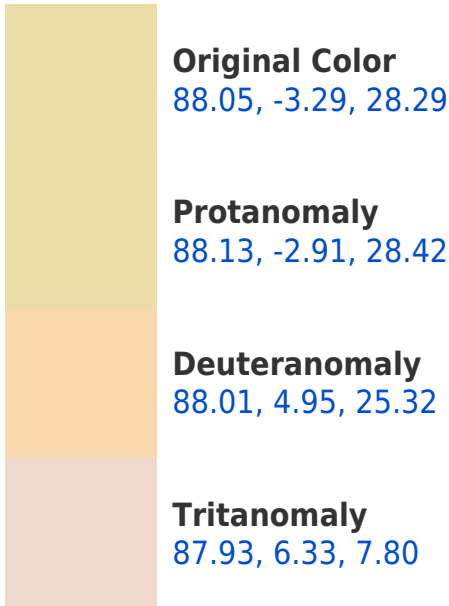 Original Color
88.05, -3.29, 28.29
Protanomaly
88.13, -2.91, 28.42
Deuteranomaly
88.01, 4.95, 25.32
Tritanomaly
87.93, 6.33, 7.80